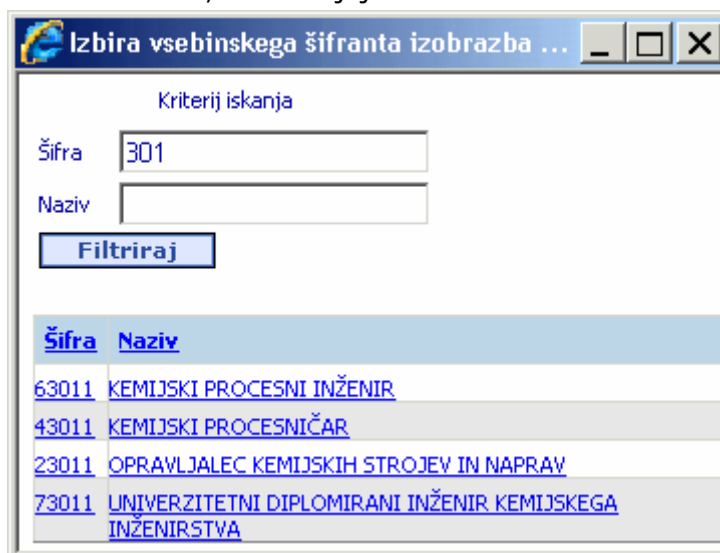 Izbira vsebinskega šifranta izobrazba ...
Kriterij iskanja
Šifra 301
Naziv
Filtriraj
Šifra Naziv
63011 KEMIJSKI PROCESNI INŽENIR
43011 KEMIJSKI PROCESNIČAR
23011 OPRAVLJALEC KEMIJSKIH STROJEV IN NAPRAV
73011 UNIVERZITETNI DIPLOMIRANI INŽENIR KEMIJSKEGA
INŽENIRSTVA